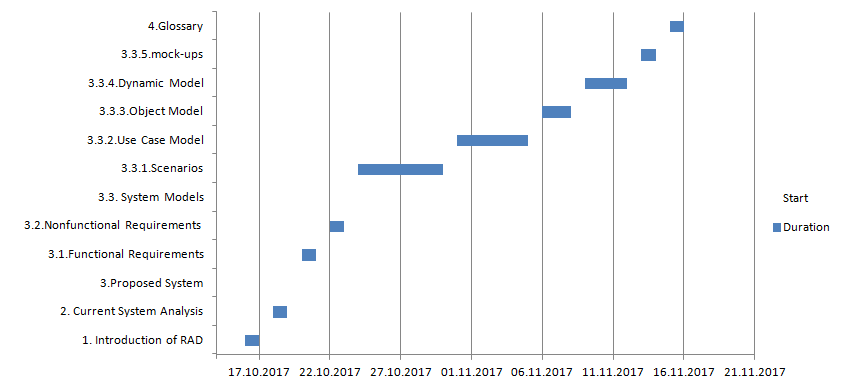 4.Glossary
3.3.5.mock-ups
3.3.4.Dynamic Model
3.3.3.Object Model
3.3.2.Use Case Model
3.3.1.Scenarios
3.3. System Models
3.2.Nonfunctional Requirements
3.1.Functional Requirements
3.Proposed System
2. Current System Analysis
1. Introduction of RAD
17.10.2017 22.10.2017 27.10.2017 01.11.2017 06.11.2017 11.11.2017 16.11.2017 21.11.2017
Start
Duration